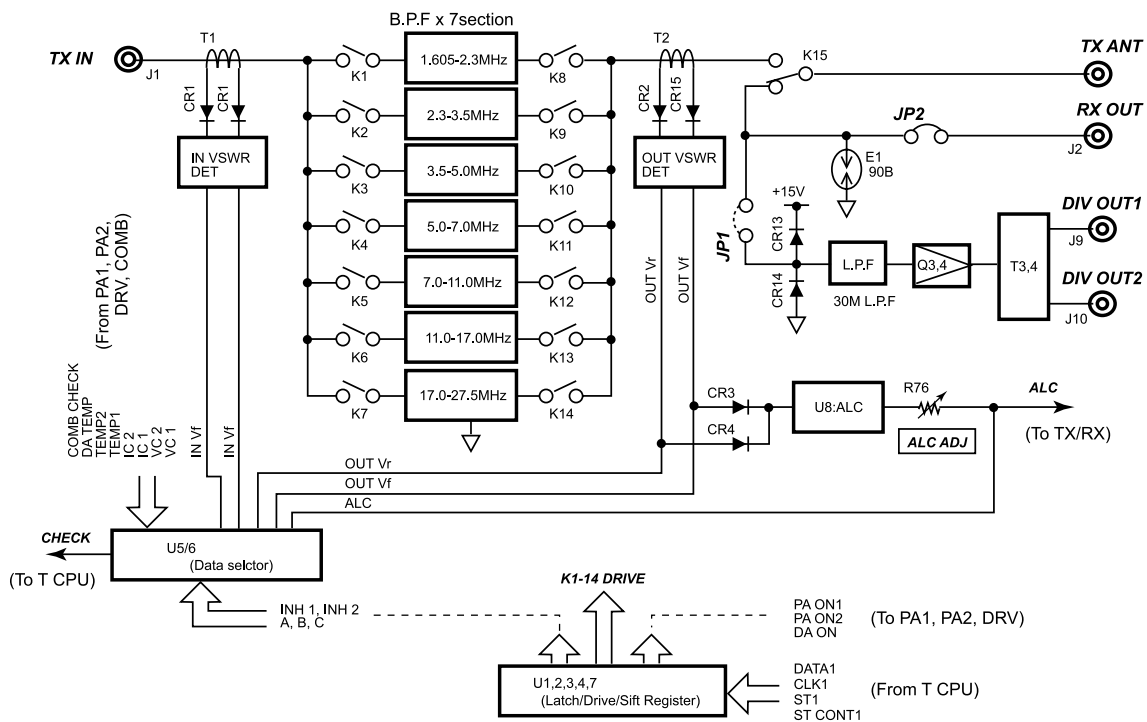 B.P.F x 7section
TX IN
J1
T1
K1
1.605-2.3MHz
K8
T2
K15
TX ANT
CR1
CR1
CR2
CR15
K2
2.3-3.5MHz
K9
JP2
RX OUT
J2
IN VSWR
DET
OUT VSWR
DET
E1
90B
K3
3.5-5.0MHz
K10
+15V
DIV OUT1
J9
K4
5.0-7.0MHz
K11
JP1
CR13
CR14
L.P.F
30M L.P.F
Q3,4
T3,4
DIV OUT2
J10
(From PA1, PA2,
DRV, COMB)
OUT Vr
OUT Vf
K5
7.0-11.0MHz
K12
K6
11.0-17.0MHz
K13
K7
17.0-27.5MHz
K14
CR3
CR4
U8:ALC
R76
ALC ADJ
ALC
(To TX/RX)
COMB CHECK
DA TEMP
TEMP2
TEMP1
IC 2
IC 1
VC 2
VC 1
IN Vf
IN Vf
OUT Vr
OUT Vf
ALC
CHECK
(To T CPU)
U5/6
(Data selctor)
K1-14 DRIVE
INH 1, INH 2
A, B, C
PA ON1
PA ON2
DA ON
(To PA1, PA2, DRV)
U1,2,3,4,7
(Latch/Drive/Sift Register)
DATA1
CLK1
ST1
ST CONT1
(From T CPU)